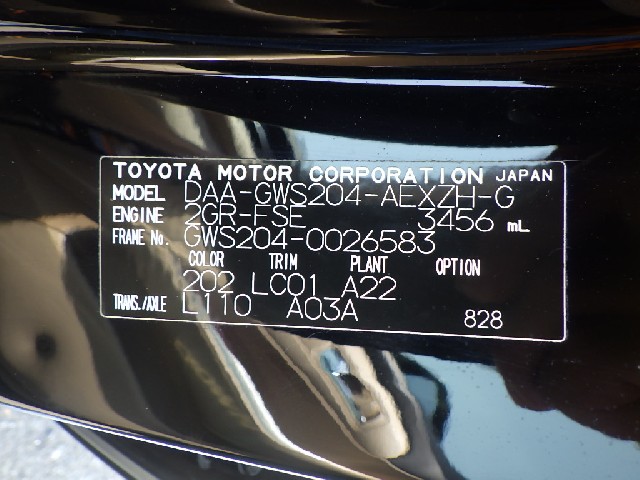 TOYOTA MOTOR CORPORATION JAPAN
MODEL DAA-GWS204-AEXZH-G
ENGINE 2GR-FSE 3456 mL
FRAME No. GWS204-0026583
COLOR TRIM PLANT OPTION
202 LC01 A22
TRANS./AXLE L110 A03A 828